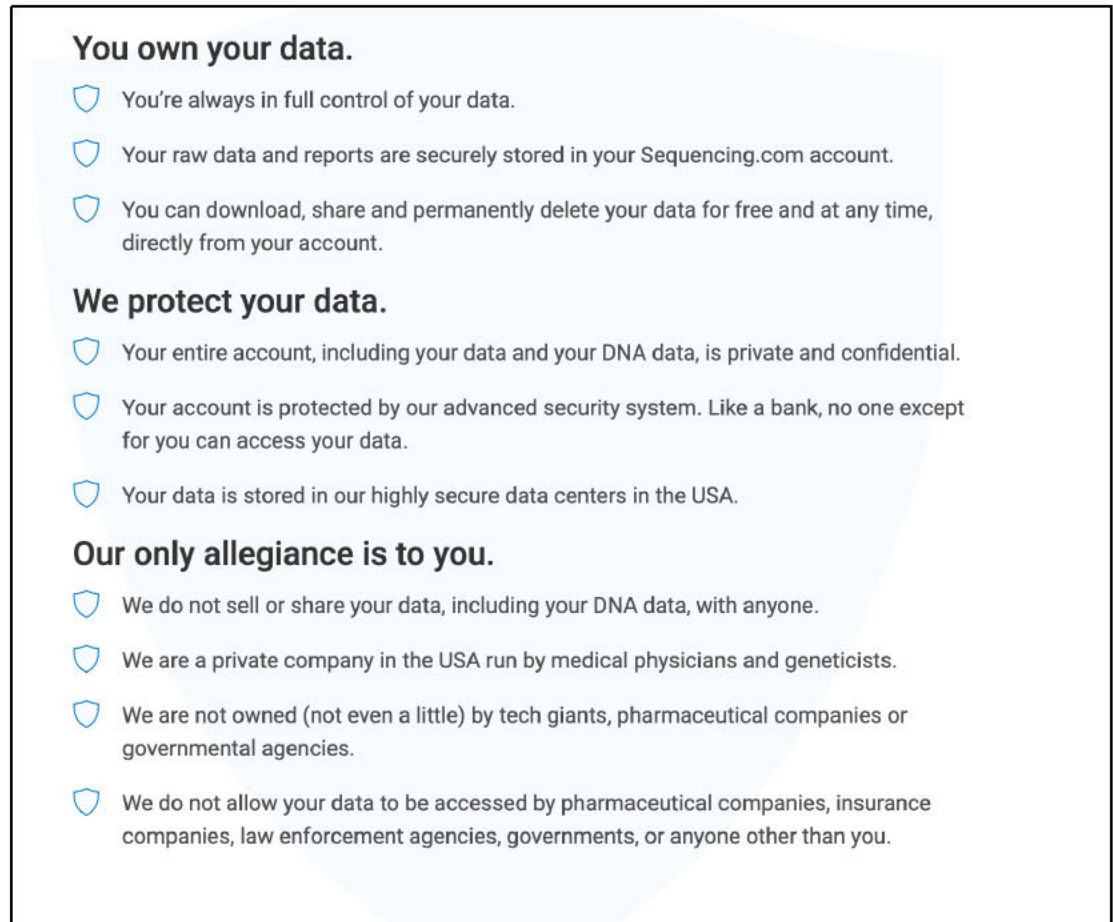 You own your data.
You're always in full control of your data.
Your raw data and reports are securely stored in your Sequencing.com account.
You can download, share and permanently delete your data for free and at any time,
directly from your account.
We protect your data.
Your entire account, including your data and your DNA data, is private and confidential.
Your account is protected by our advanced security system. Like a bank, no one except
for you can access your data.
Your data is stored in our highly secure data centers in the USA.
Our only allegiance is to you.
We do not sell or share your data, including your DNA data, with anyone.
We are a private company in the USA run by medical physicians and geneticists.
We are not owned (not even a little) by tech giants, pharmaceutical companies or
governmental agencies.
We do not allow your data to be accessed by pharmaceutical companies, insurance
companies, law enforcement agencies, governments, or anyone other than you.